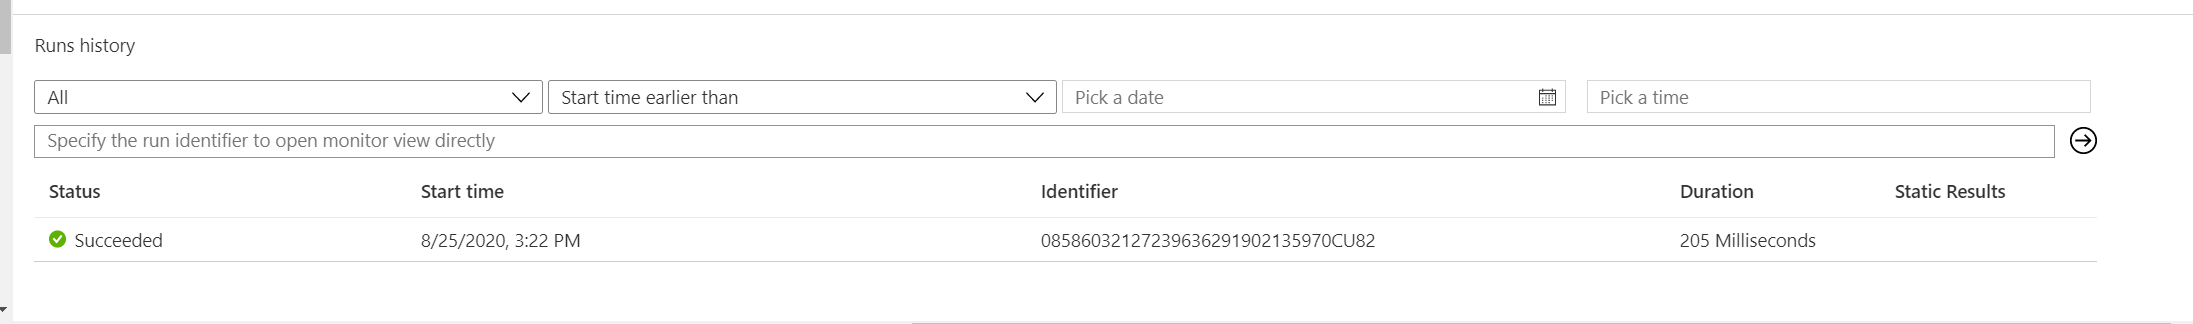 Runs history
All Start time earlier than Pick a date Pick a time
Specify the run identifier to open monitor view directly
Status Start time Identifier Duration Static Results
Succeeded 8/25/2020, 3:22 PM 08586032127239636291902135970CU82 205 Milliseconds